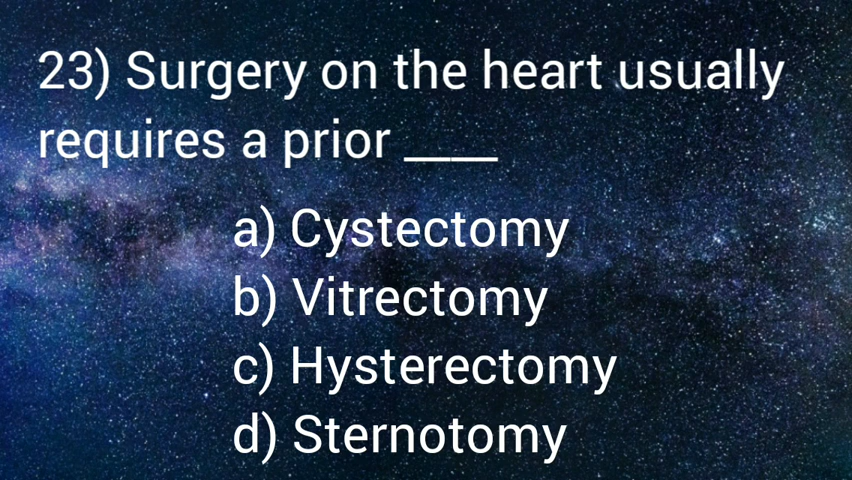 23) Surgery on the heart usually
requires a prior ____
a) Cystectomy
b) Vitrectomy
c) Hysterectomy
d) Sternotomy